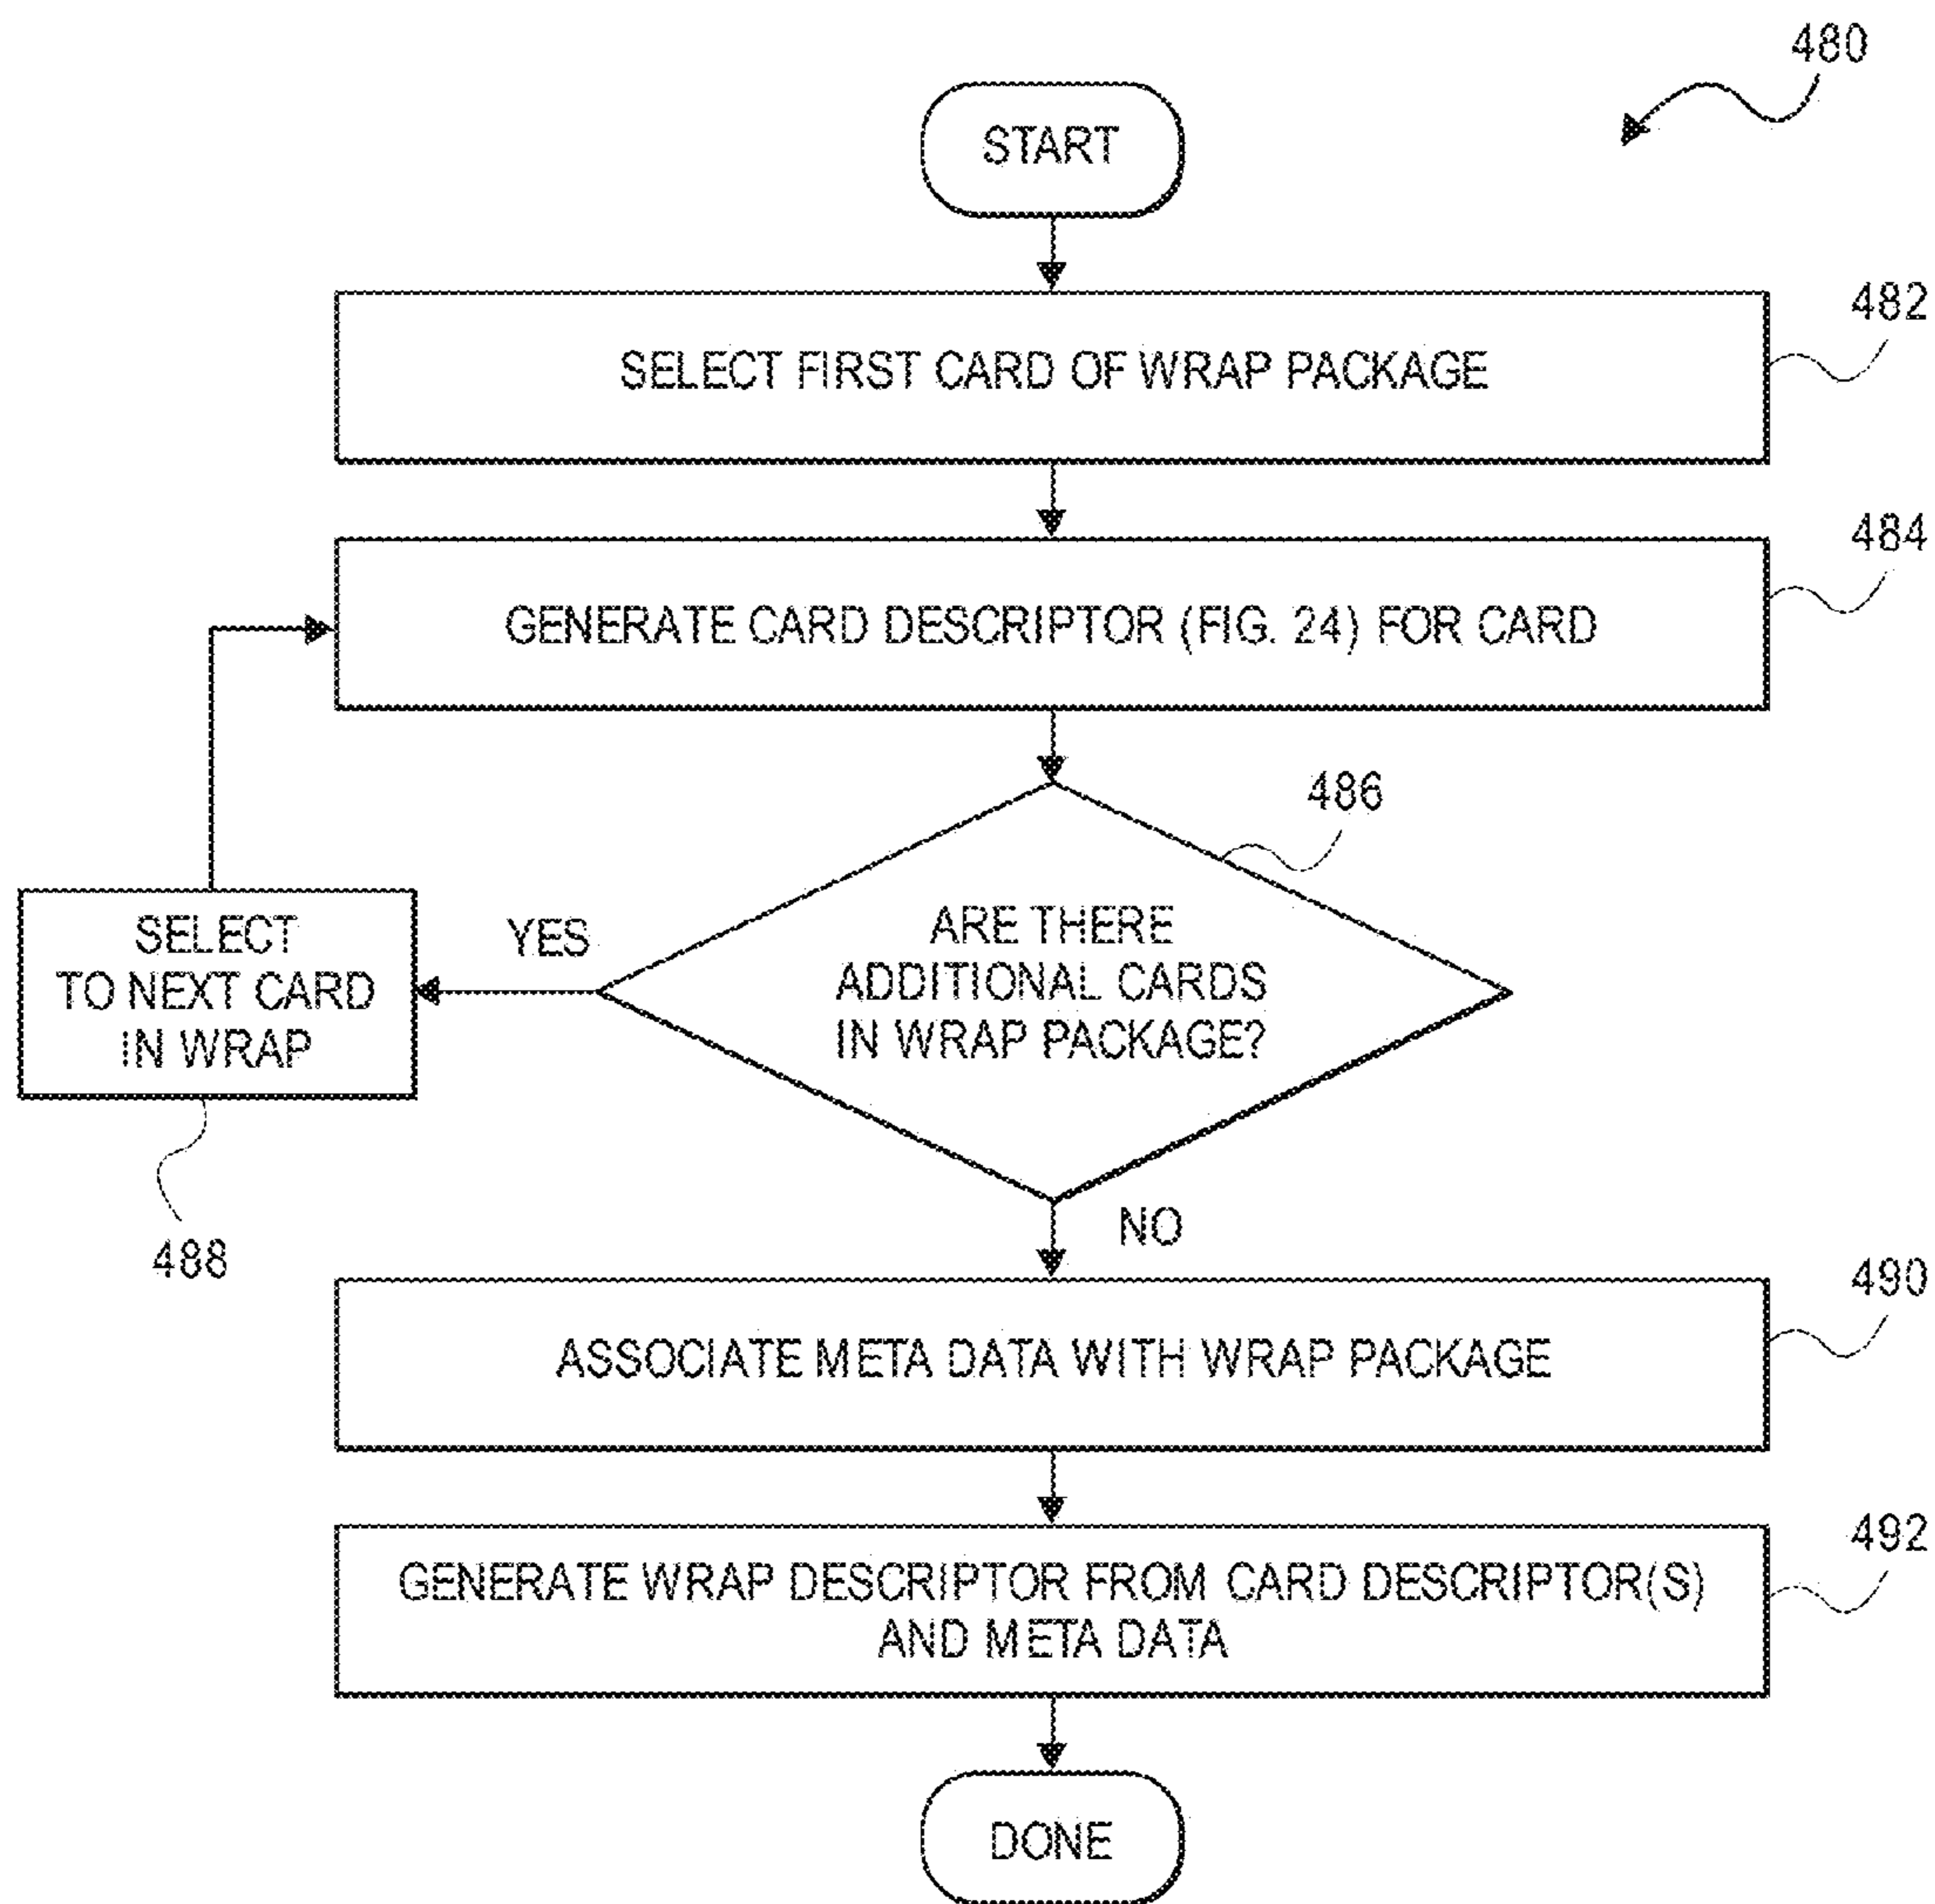 480
START
482
SELECT FIRST CARD OF WRAP PACKAGE
484
GENERATE CARD DESCRIPTOR (FIG. 24) FOR CARD
486
ARE THERE
ADDITIONAL CARDS
IN WRAP PACKAGE?
YES
SELECT
TO NEXT CARD
IN WRAP
488
NO
490
ASSOCIATE META DATA WITH WRAP PACKAGE
492
GENERATE WRAP DESCRIPTOR FROM CARD DESCRIPTOR(S)
AND META DATA
DONE